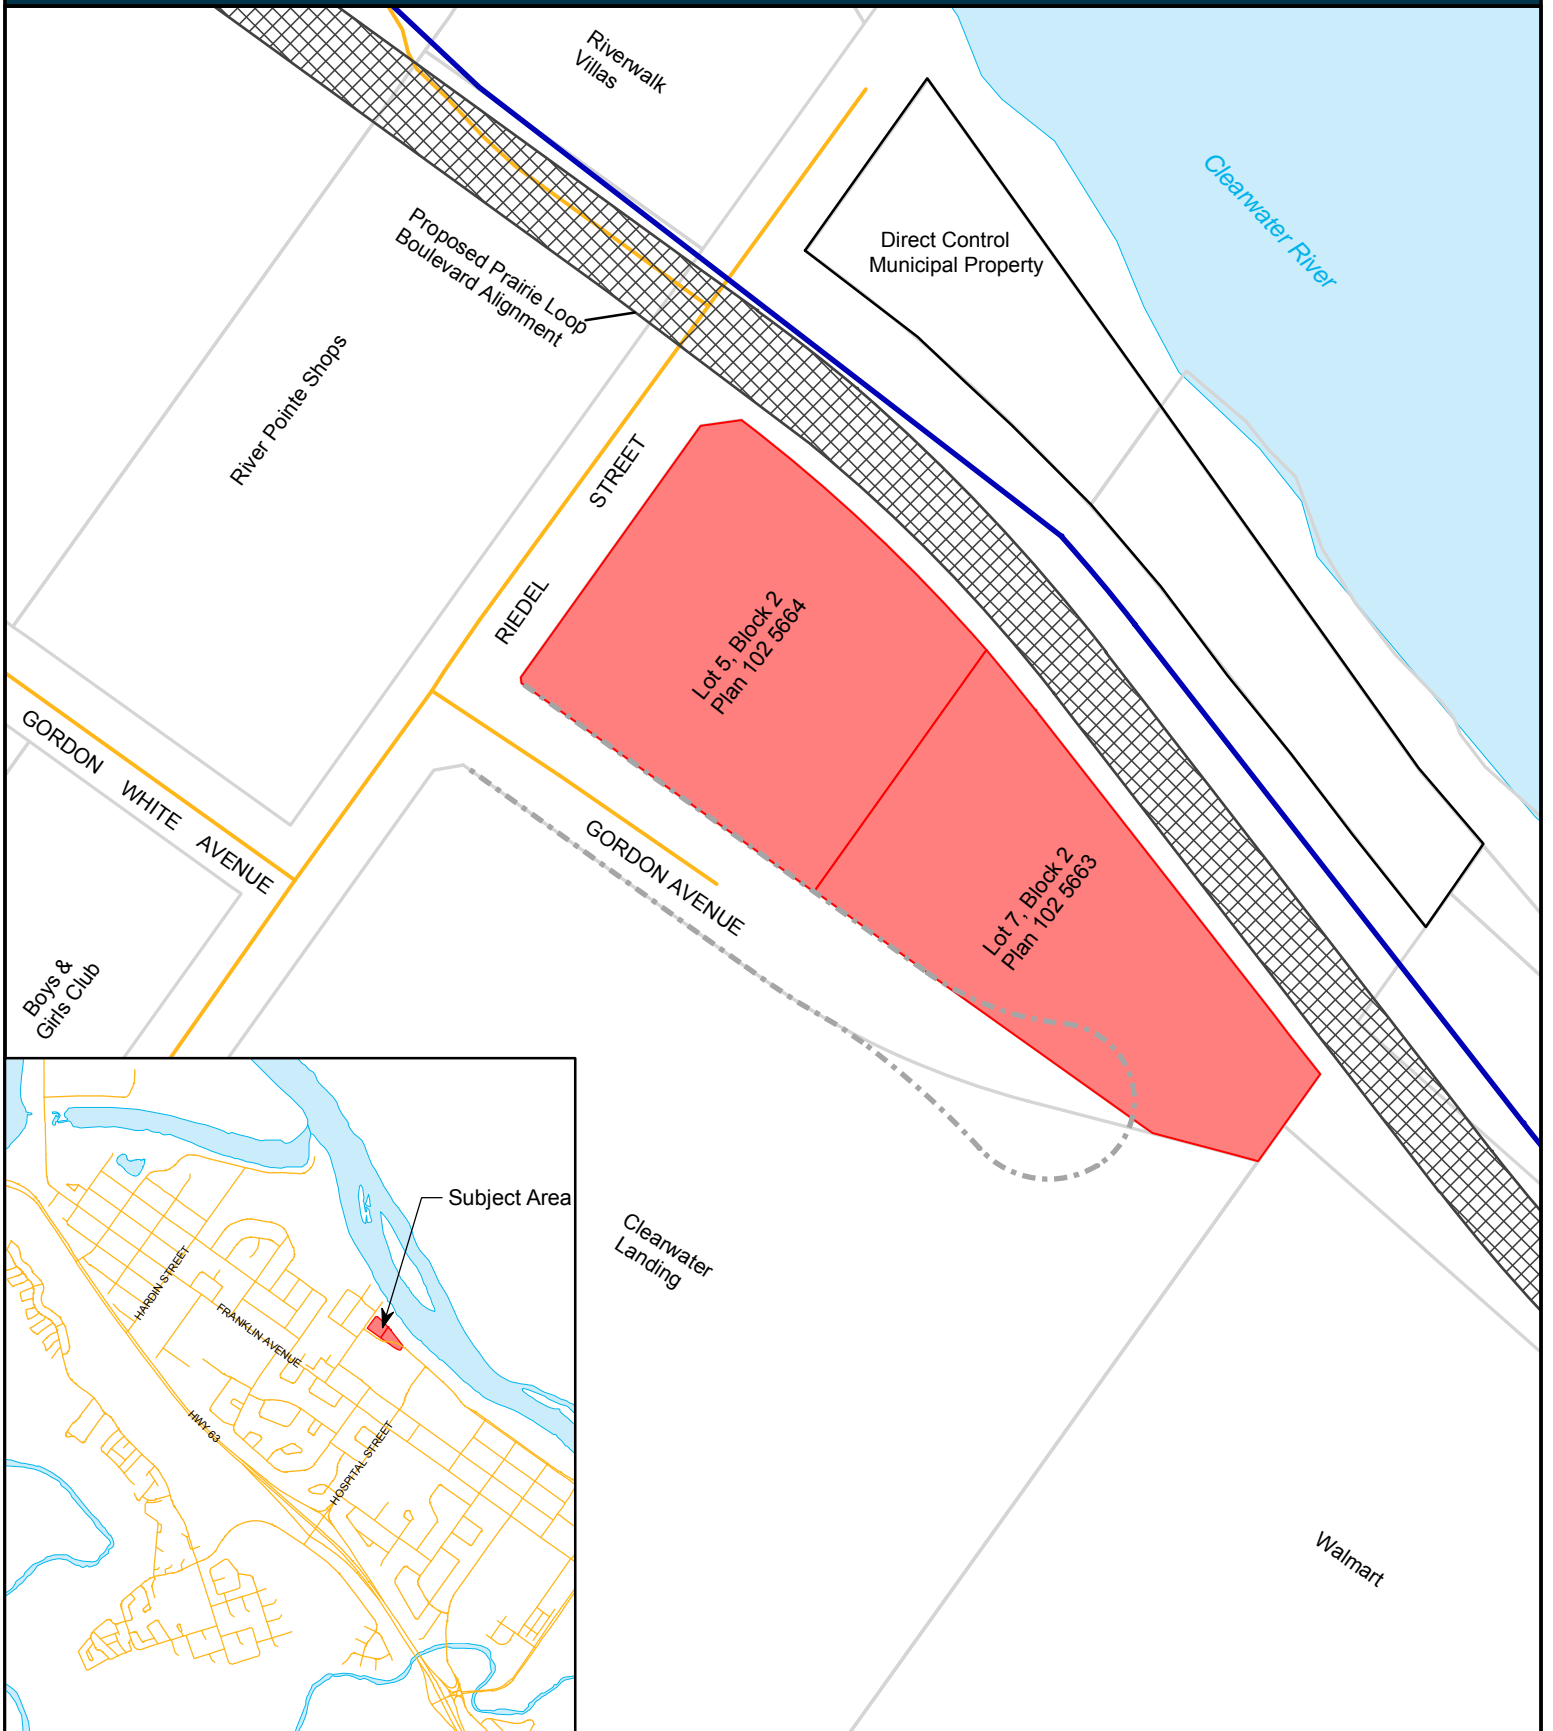 Riverwalk
Villas
Clearwater River
Direct Control
Municipal Property
Proposed Prairie Loop
Boulevard Alignment
River Pointe Shops
RIEDEL STREET
Lot 5, Block 2
Plan 102 5664
GORDON WHITE AVENUE
GORDON AVENUE
Lot 7, Block 2
Plan 102 5663
Boys &
Girls Club
Clearwater
Landing
Walmart
Subject Area
HARDIN STREET
FRANKLIN AVENUE
HWY 63
HOSPITAL STREET